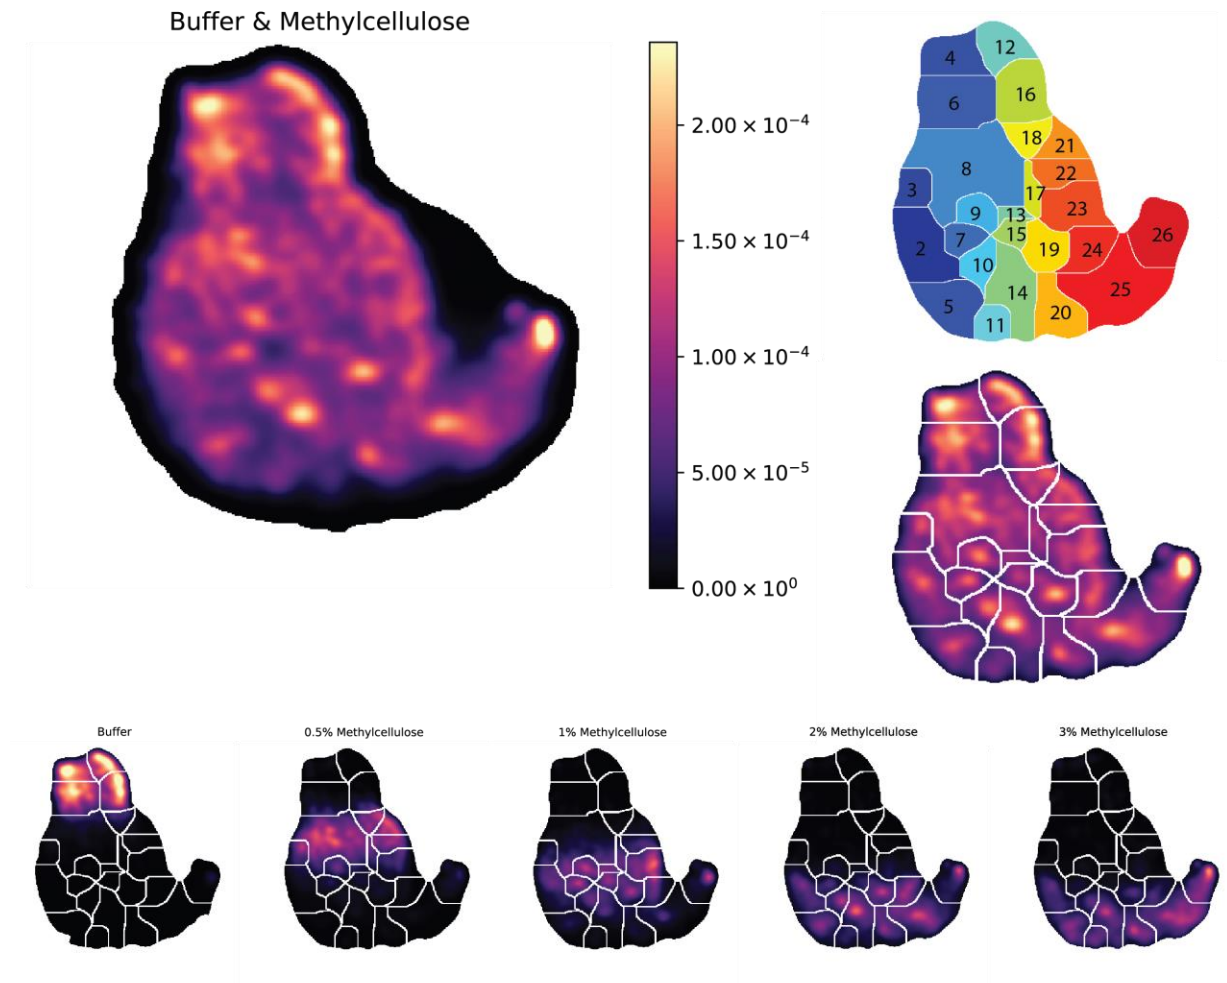 Buffer & Methylcellulose
2.00 × 10⁻⁴
1.50 × 10⁻⁴
1.00 × 10⁻⁴
5.00 × 10⁻⁵
0.00 × 10⁰
4
12
6
16
18
21
8
22
3
17
9
13
23
7
15
2
19
24
26
10
5
14
25
11
20
Buffer
0.5% Methylcellulose
1% Methylcellulose
2% Methylcellulose
3% Methylcellulose